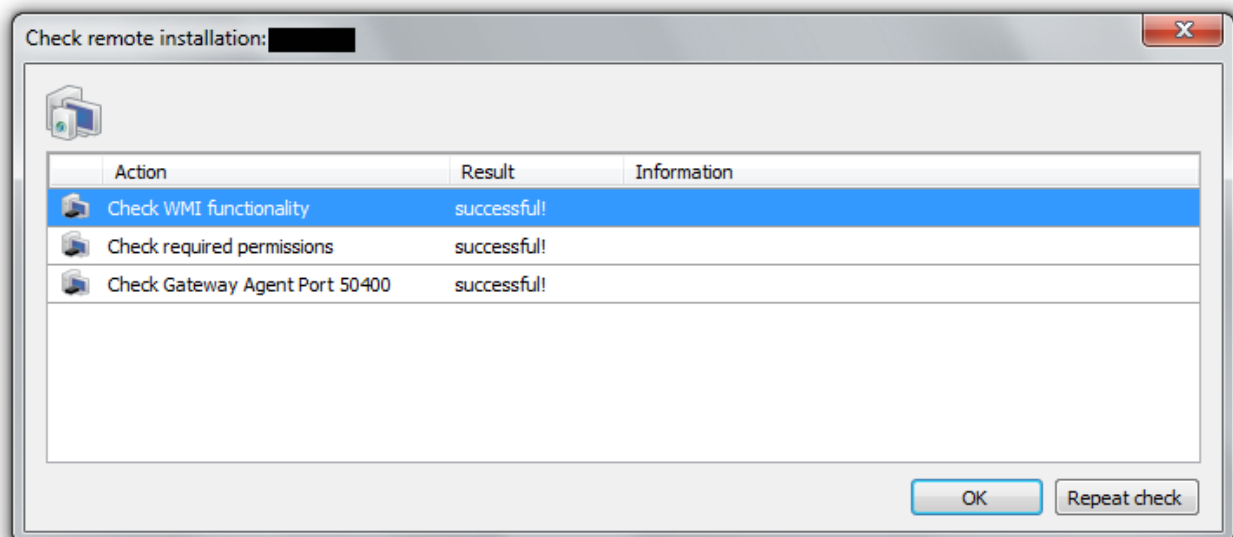 Check remote installation:
Action Result Information
Check WMI functionality successful!
Check required permissions successful!
Check Gateway Agent Port 50400 successful!
OK Repeat check